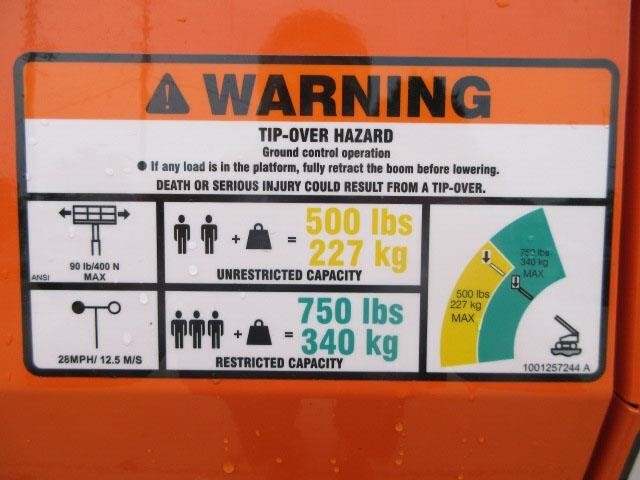 WARNING
TIP-OVER HAZARD
Ground control operation
● If any load is in the platform, fully retract the boom before lowering.
DEATH OR SERIOUS INJURY COULD RESULT FROM A TIP-OVER.
90 lb/400 N
MAX
ANSI
28MPH/ 12.5 M/S
+ = 500 lbs
227 kg
UNRESTRICTED CAPACITY
+ = 750 lbs
340 kg
RESTRICTED CAPACITY
750 lbs
340 kg
MAX
500 lbs
227 kg
MAX
1001257244 A